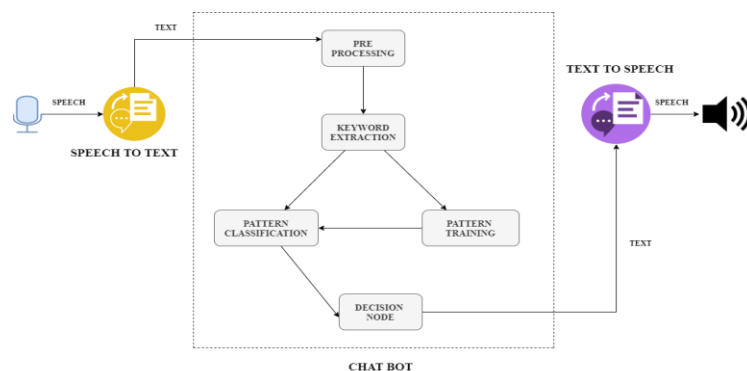 TEXT
PRE
PROCESSING
TEXT TO SPEECH
SPEECH
SPEECH
SPEECH TO TEXT
KEYWORD
EXTRACTION
PATTERN
CLASSIFICATION
PATTERN
TRAINING
TEXT
DECISION
NODE
CHAT BOT